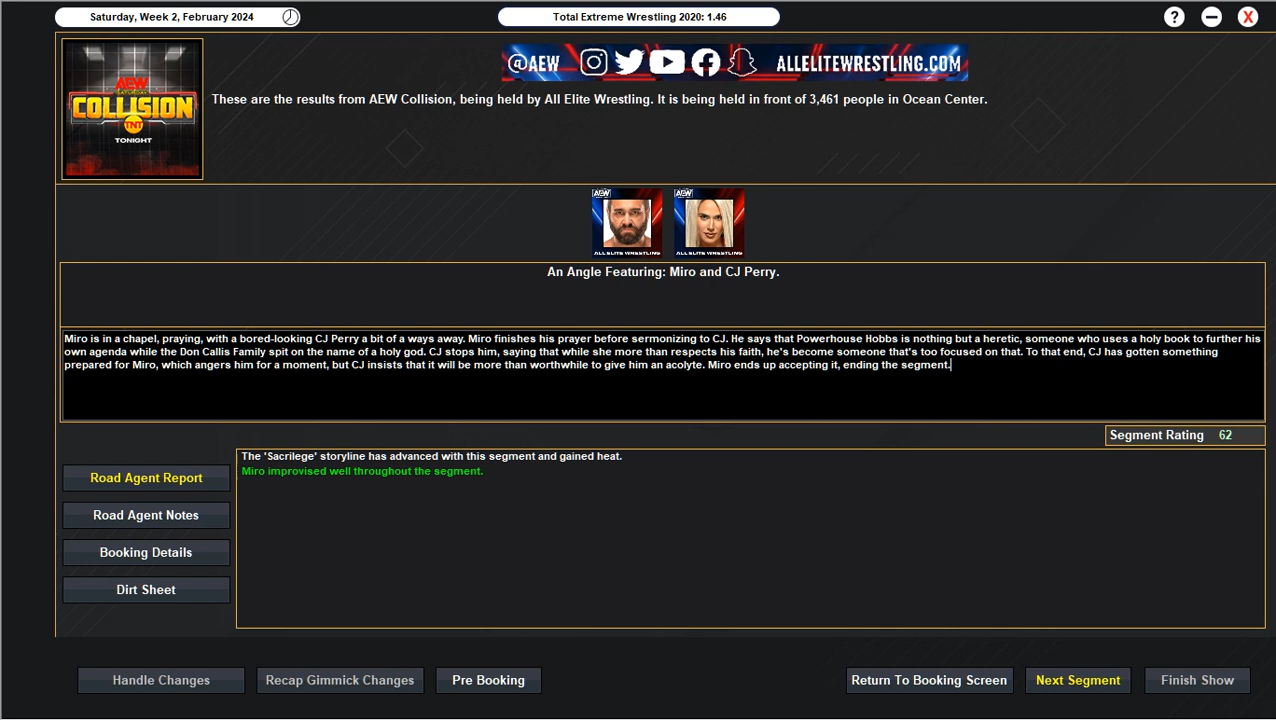 Saturday, Week 2, February 2024
Total Extreme Wrestling 2020: 1.46
?
X
@AEW
ALLELITEWRESTLING.COM
AEW
SATURDAY
COLLISION
TNT
TONIGHT
These are the results from AEW Collision, being held by All Elite Wrestling. It is being held in front of 3,461 people in Ocean Center.
AEW
AEW
ALL ELITE WRESTLING
ALL ELITE WRESTLING
An Angle Featuring: Miro and CJ Perry.
Miro is in a chapel, praying, with a bored-looking CJ Perry a bit of a ways away. Miro finishes his prayer before sermonizing to CJ. He says that Powerhouse Hobbs is nothing but a heretic, someone who uses a holy book to further his
own agenda while the Don Callis Family spit on the name of a holy god. CJ stops him, saying that while she more than respects his faith, he's become someone that's too focused on that. To that end, CJ has gotten something
prepared for Miro, which angers him for a moment, but CJ insists that it will be more than worthwhile to give him an acolyte. Miro ends up accepting it, ending the segment.
Segment Rating 62
The 'Sacrilege' storyline has advanced with this segment and gained heat.
Miro improvised well throughout the segment.
Road Agent Report
Road Agent Notes
Booking Details
Dirt Sheet
Handle Changes
Recap Gimmick Changes
Pre Booking
Return To Booking Screen
Next Segment
Finish Show